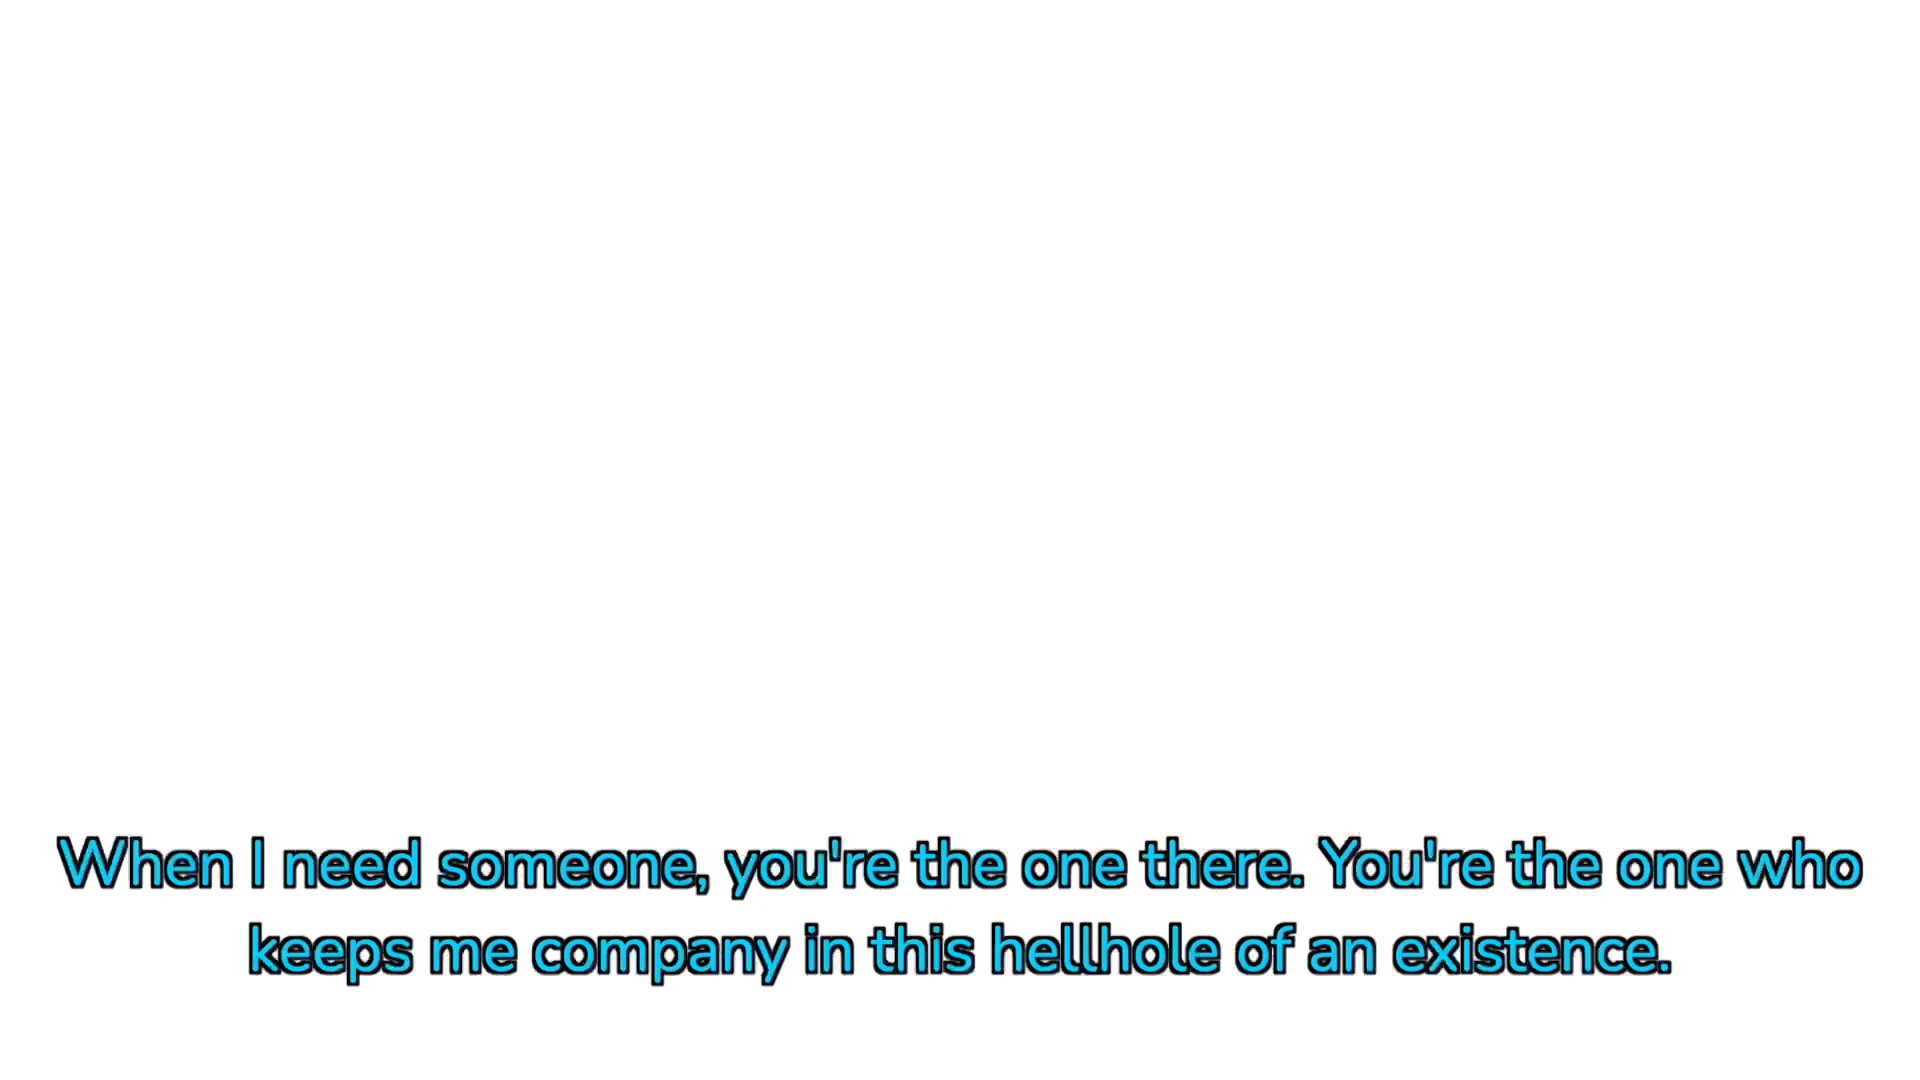 When I need someone, you're the one there. You're the one who
keeps me company in this hellhole of an existence.